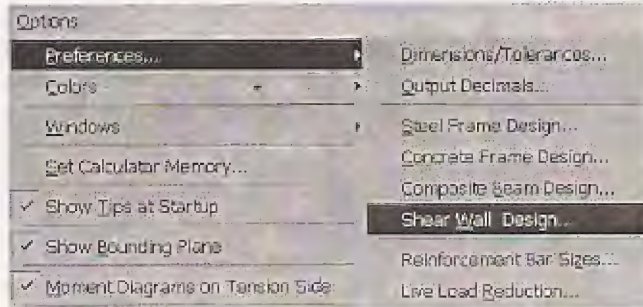 Options
Preferences...
Colors
Windows
Set Calculator Memory...
Show Tips at Startup
Show Bounding Plane
Moment Diagrams on Tension Side
Dimensions/Tolerances...
Output Decimals...
Steel Frame Design...
Concrete Frame Design...
Composite Beam Design...
Shear Wall Design...
Reinforcement Bar Sizes...
Live Load Reduction...